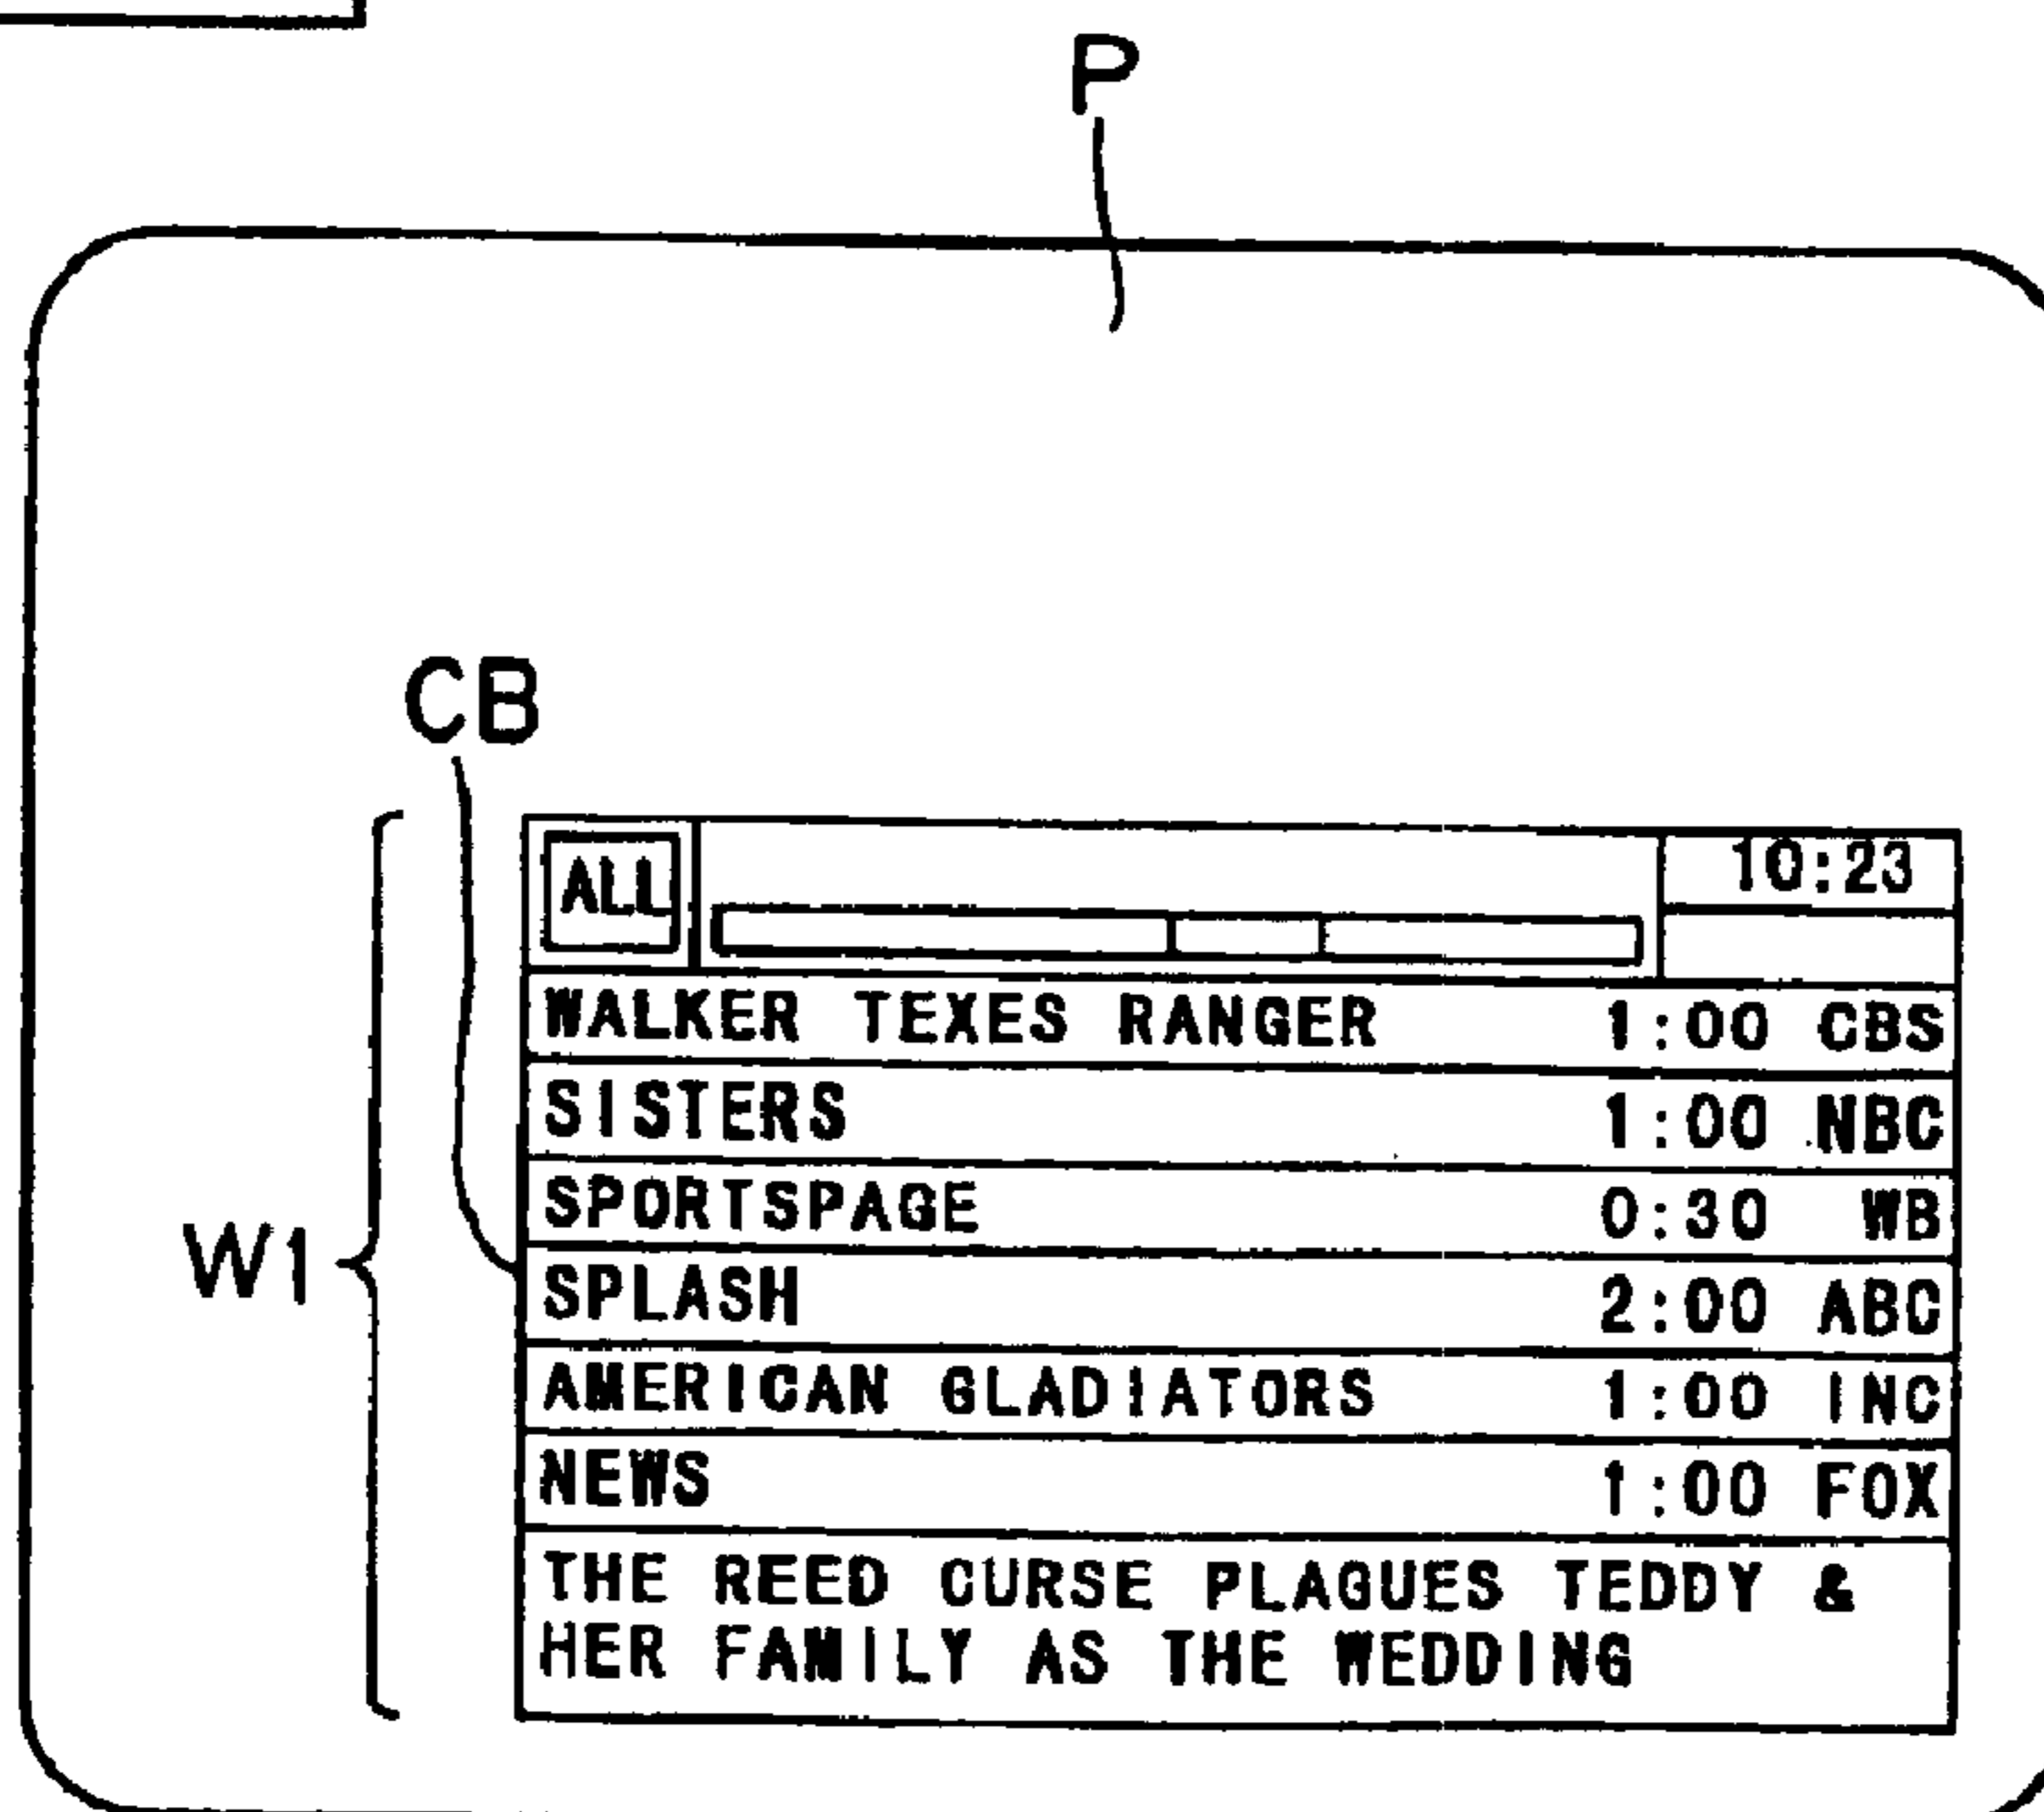 P
CB
W1
ALL
10:23
WALKER TEXES RANGER 1:00 CBS
SISTERS 1:00 NBC
SPORTSPAGE 0:30 WB
SPLASH 2:00 ABC
AMERICAN GLADIATORS 1:00 INC
NEWS 1:00 FOX
THE REED CURSE PLAGUES TEDDY &
HER FAMILY AS THE WEDDING